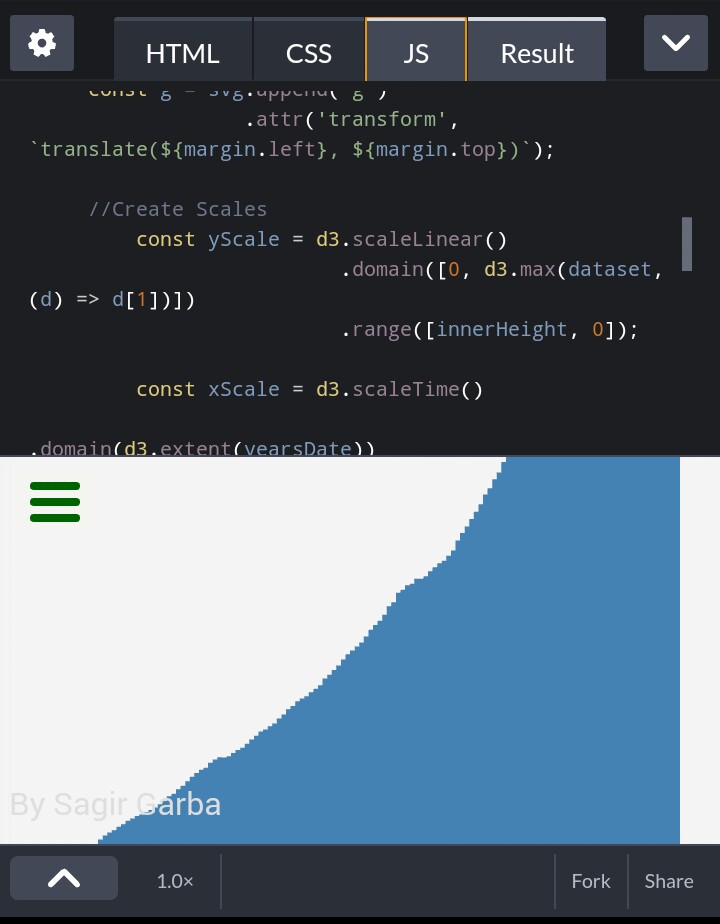 HTML CSS JS Result
const g = svg.append('g')
.attr('transform',
`translate(${margin.left}, ${margin.top})`);
//Create Scales
const yScale = d3.scaleLinear()
.domain([0, d3.max(dataset,
(d) => d[1])])
.range([innerHeight, 0]);
const xScale = d3.scaleTime()
.domain(d3.extent(yearsDate))
By Sagir Garba
1.0× Fork Share